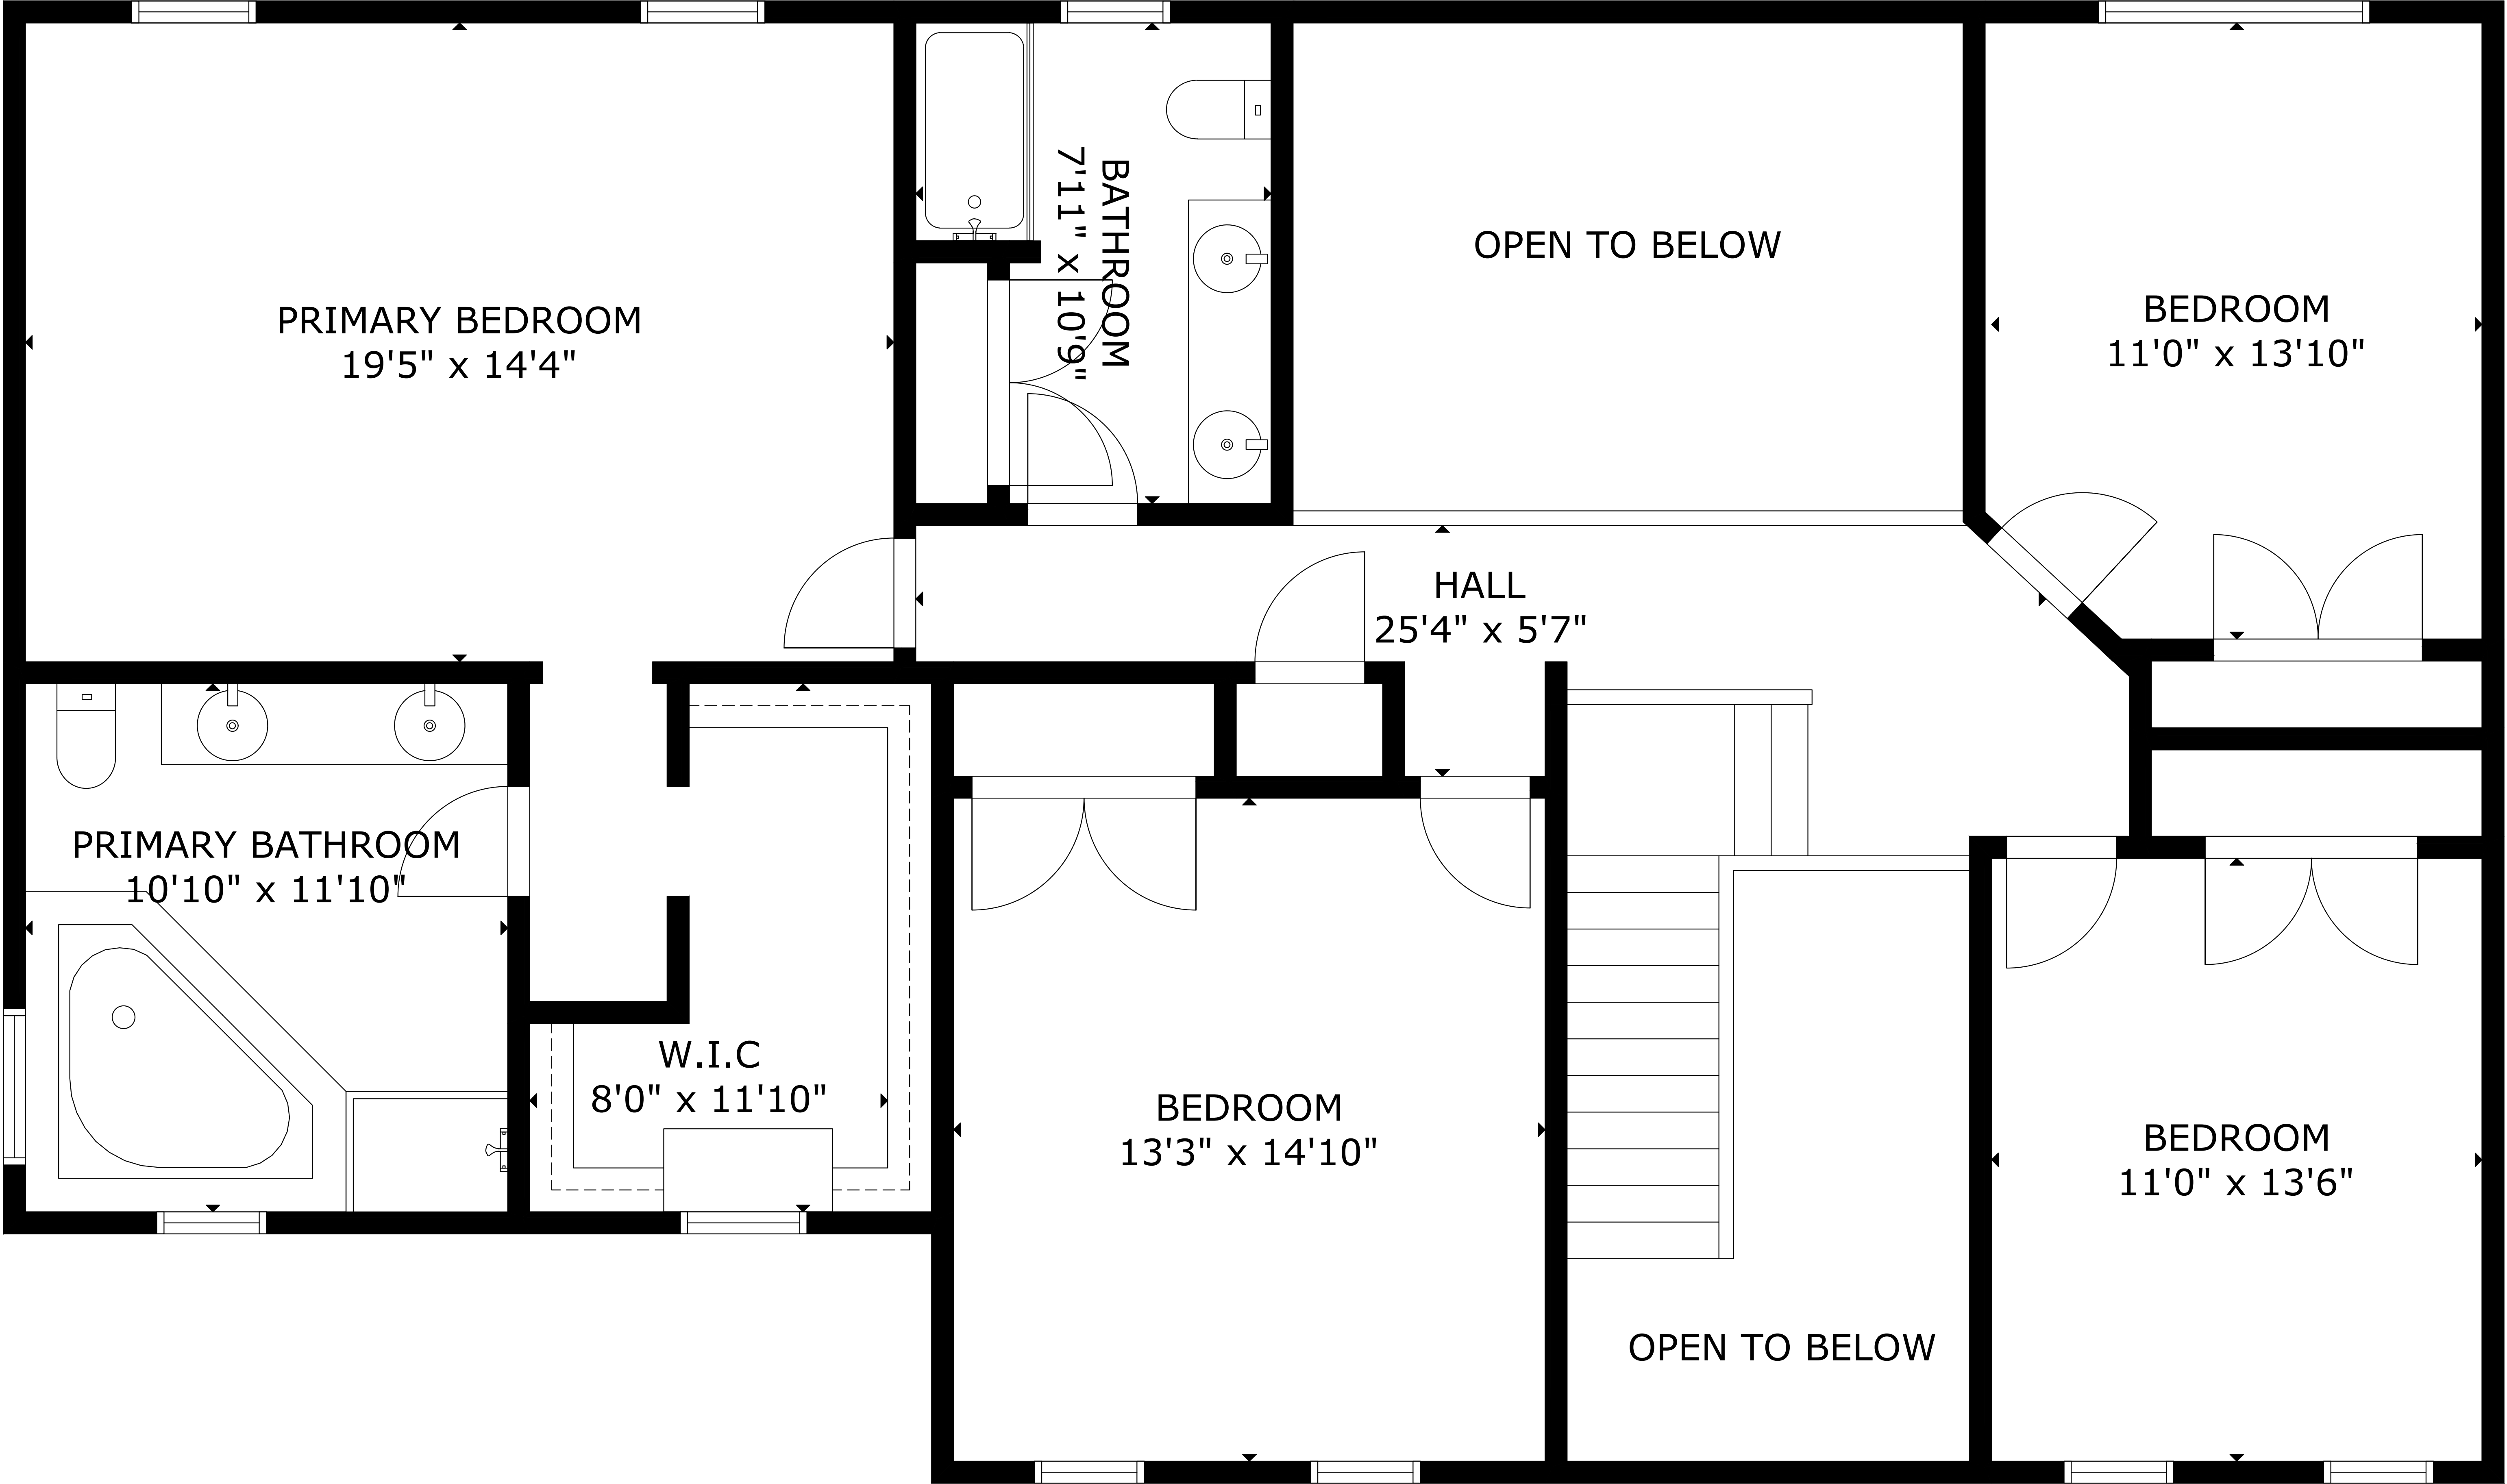 PRIMARY BEDROOM
19'5" x 14'4"
BATHROOM
7'11" x 10'9"
OPEN TO BELOW
BEDROOM
11'0" x 13'10"
HALL
25'4" x 5'7"
PRIMARY BATHROOM
10'10" x 11'10"
W.I.C
8'0" x 11'10"
BEDROOM
13'3" x 14'10"
BEDROOM
11'0" x 13'6"
OPEN TO BELOW